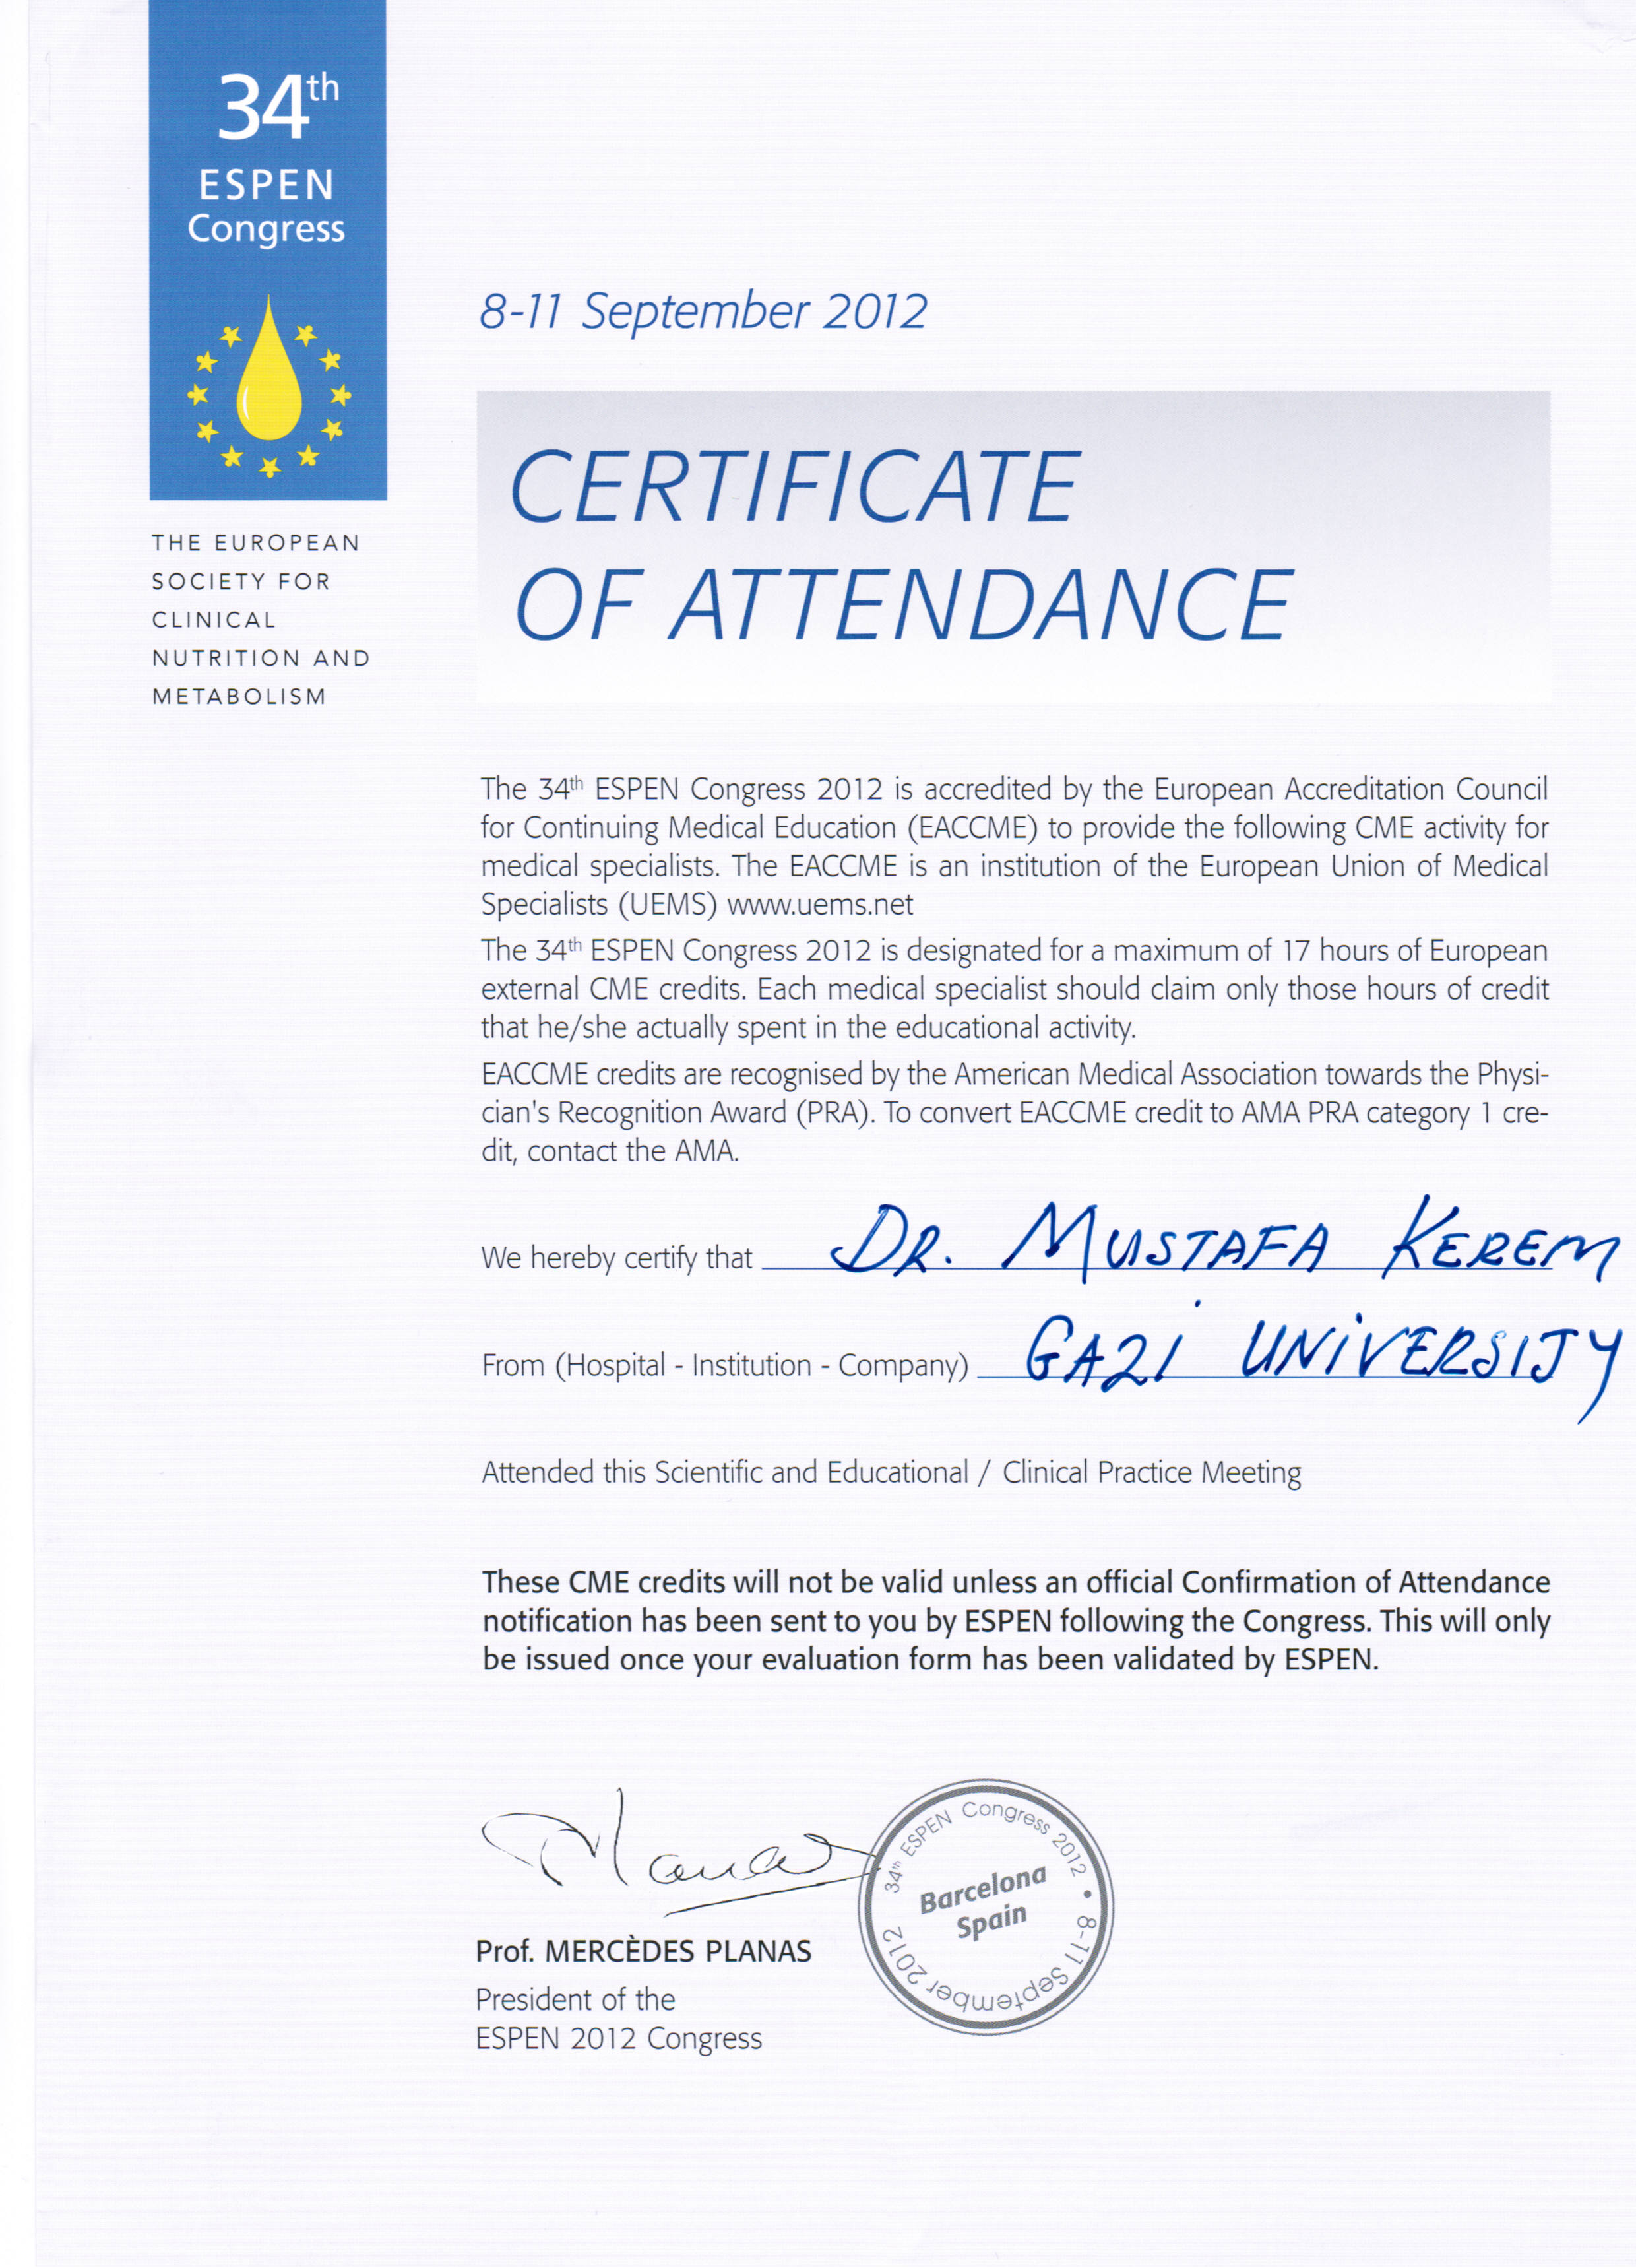 34th
ESPEN
Congress
THE EUROPEAN
SOCIETY FOR
CLINICAL
NUTRITION AND
METABOLISM
8-11 September 2012
CERTIFICATE
OF ATTENDANCE
The 34th ESPEN Congress 2012 is accredited by the European Accreditation Council
for Continuing Medical Education (EACCME) to provide the following CME activity for
medical specialists. The EACCME is an institution of the European Union of Medical
Specialists (UEMS) www.uems.net
The 34th ESPEN Congress 2012 is designated for a maximum of 17 hours of European
external CME credits. Each medical specialist should claim only those hours of credit
that he/she actually spent in the educational activity.
EACCME credits are recognised by the American Medical Association towards the Physi-
cian's Recognition Award (PRA). To convert EACCME credit to AMA PRA category 1 cre-
dit, contact the AMA.
We hereby certify that DR. MUSTAFA KEREM
From (Hospital - Institution - Company) GAZİ UNİVERSITY
Attended this Scientific and Educational / Clinical Practice Meeting
These CME credits will not be valid unless an official Confirmation of Attendance
notification has been sent to you by ESPEN following the Congress. This will only
be issued once your evaluation form has been validated by ESPEN.
Planas
34th ESPEN Congress 2012 • 8-11 September 2012
Barcelona
Spain
Prof. MERCÈDES PLANAS
President of the
ESPEN 2012 Congress